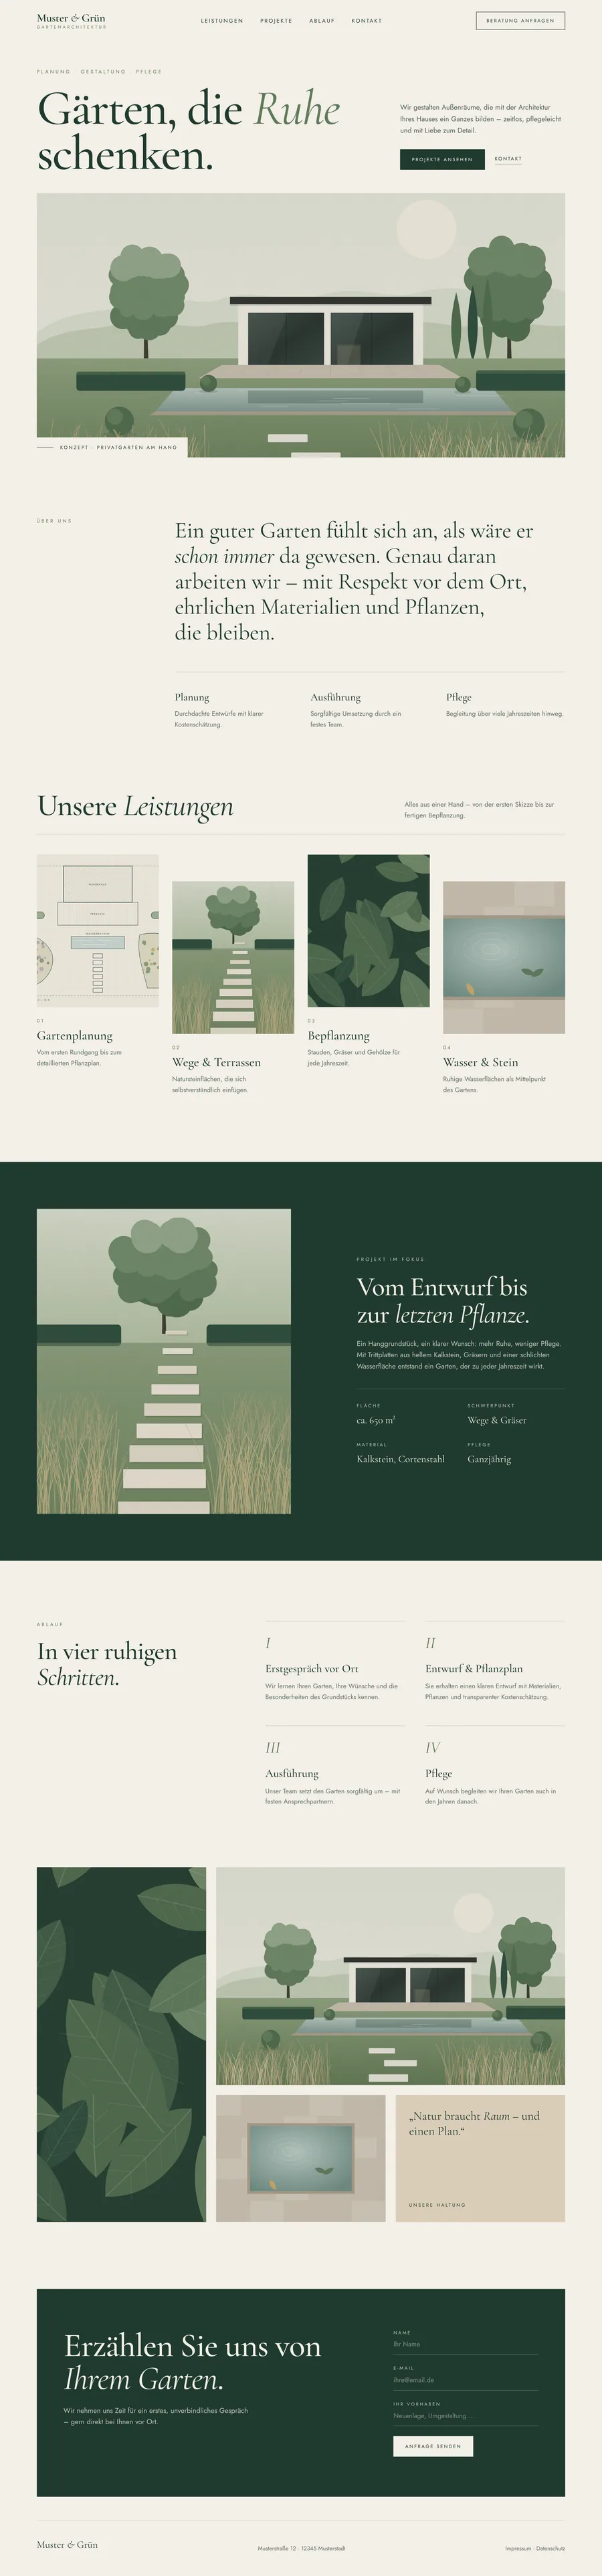 Muster & Grün
GARTENARCHITEKTUR
LEISTUNGEN PROJEKTE ABLAUF KONTAKT
BERATUNG ANFRAGEN
PLANUNG GESTALTUNG PFLEGE
Gärten, die Ruhe
schenken.
Wir gestalten Außenräume, die mit der Architektur
Ihres Hauses ein Ganzes bilden – zeitlos, pflegeleicht
und mit Liebe zum Detail.
PROJEKTE ANSEHEN
KONTAKT
KONZEPT · PRIVATGARTEN AM HANG
ÜBER UNS
Ein guter Garten fühlt sich an, als wäre er
schon immer da gewesen. Genau daran
arbeiten wir – mit Respekt vor dem Ort,
ehrlichen Materialien und Pflanzen,
die bleiben.
Planung
Durchdachte Entwürfe mit klarer
Kostenschätzung.
Ausführung
Sorgfältige Umsetzung durch ein
festes Team.
Pflege
Begleitung über viele Jahreszeiten hinweg.
Unsere Leistungen
Alles aus einer Hand – von der ersten Skizze bis zur
fertigen Bepflanzung.
01
Gartenplanung
Vom ersten Rundgang bis zum
detaillierten Pflanzplan.
02
Wege & Terrassen
Natursteinflächen, die sich
selbstverständlich einfügen.
03
Bepflanzung
Stauden, Gräser und Gehölze für
jede Jahreszeit.
04
Wasser & Stein
Ruhige Wasserflächen als Mittelpunkt
des Gartens.
PROJEKT IM FOKUS
Vom Entwurf bis
zur letzten Pflanze.
Ein Hanggrundstück, ein klarer Wunsch: mehr Ruhe, weniger Pflege.
Mit Trittplatten aus hellem Kalkstein, Gräsern und einer schlichten
Wasserfläche entstand ein Garten, der zu jeder Jahreszeit wirkt.
FLÄCHE
ca. 650 m²
SCHWERPUNKT
Wege & Gräser
MATERIAL
Kalkstein, Cortenstahl
PFLEGE
Ganzjährig
ABLAUF
In vier ruhigen
Schritten.
I
Erstgespräch vor Ort
Wir lernen Ihren Garten, Ihre Wünsche und die
Besonderheiten des Grundstücks kennen.
II
Entwurf & Pflanzplan
Sie erhalten einen klaren Entwurf mit Materialien,
Pflanzen und transparenter Kostenschätzung.
III
Ausführung
Unser Team setzt den Garten sorgfältig um – mit
festen Ansprechpartnern.
IV
Pflege
Auf Wunsch begleiten wir Ihren Garten auch in
den Jahren danach.
„Natur braucht Raum – und
einen Plan.“
UNSERE HALTUNG
Erzählen Sie uns von
Ihrem Garten.
Wir nehmen uns Zeit für ein erstes, unverbindliches Gespräch
– gern direkt bei Ihnen vor Ort.
NAME
Ihr Name
E-MAIL
ihre@email.de
IHR VORHABEN
Neuanlage, Umgestaltung …
ANFRAGE SENDEN
Muster & Grün
Musterstraße 12 · 12345 Musterstadt
Impressum · Datenschutz